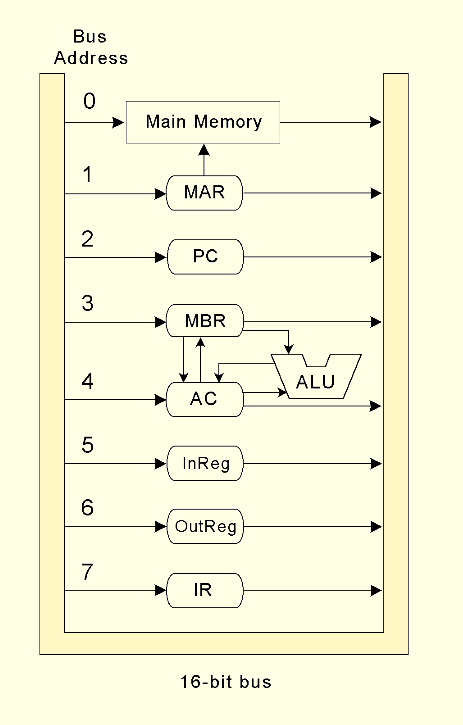 Bus
Address
0
Main Memory
1
MAR
2
PC
3
MBR
ALU
4
AC
5
InReg
6
OutReg
7
IR
16-bit bus